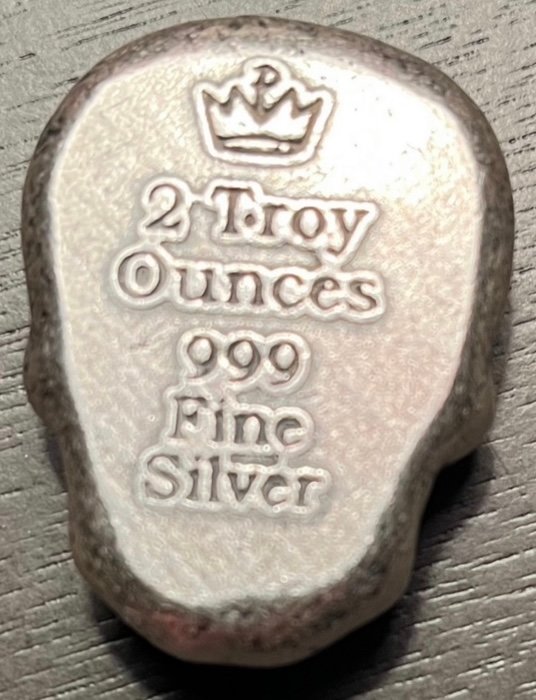 P
2 Troy
Ounces
999
Fine
Silver